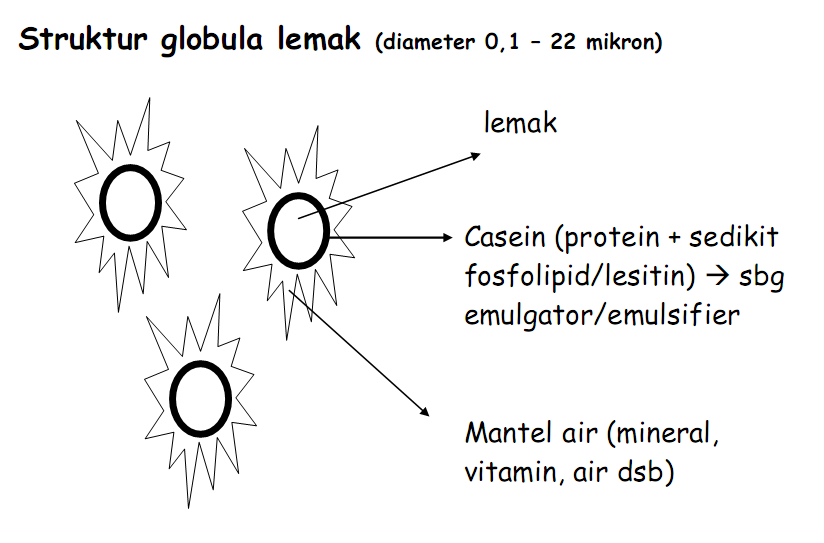 Struktur globula lemak (diameter 0,1 – 22 mikron)
lemak
Casein (protein + sedikit
fosfolipid/lesitin) → sbg
emulgator/emulsifier
Mantel air (mineral,
vitamin, air dsb)